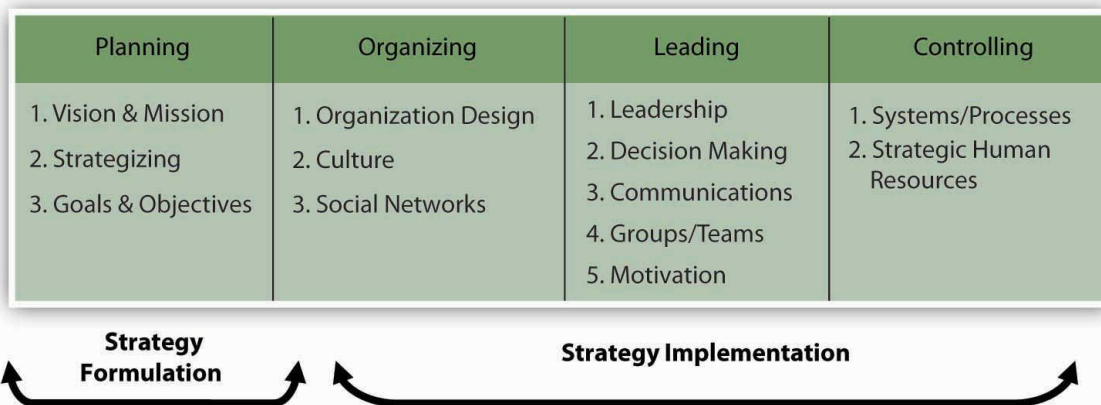 Planning
Organizing
Leading
Controlling
1. Vision & Mission
2. Strategizing
3. Goals & Objectives
1. Organization Design
2. Culture
3. Social Networks
1. Leadership
2. Decision Making
3. Communications
4. Groups/Teams
5. Motivation
1. Systems/Processes
2. Strategic Human
Resources
Strategy
Formulation
Strategy Implementation